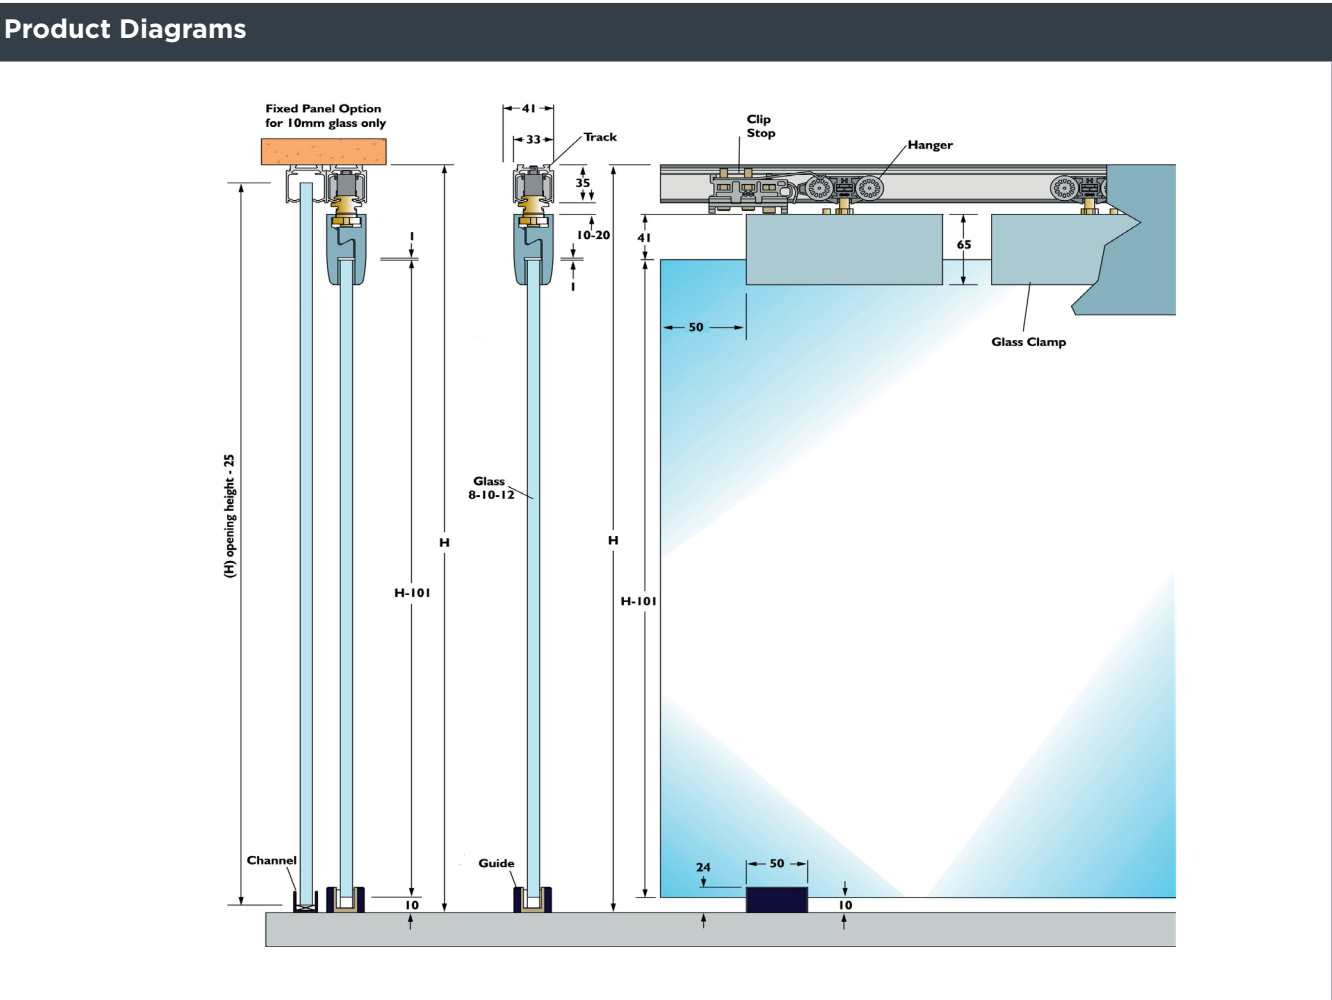 Product Diagrams
Fixed Panel Option
for 10mm glass only
41
33
Track
35
10-20
1
1
Clip
Stop
Hanger
41
65
50
Glass Clamp
(H) opening height - 25
Glass
8-10-12
H
H
H-101
H-101
Channel
Guide
10
24
50
10